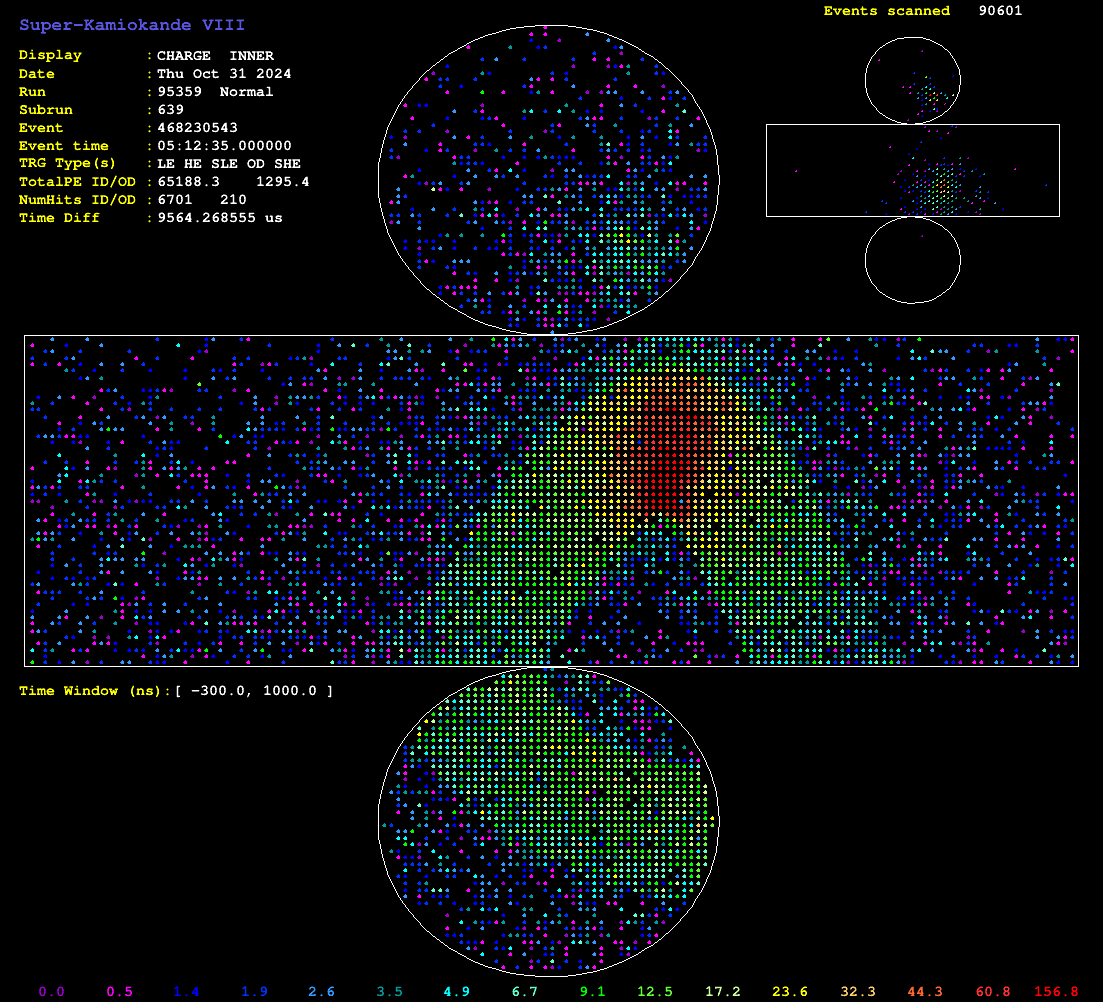 Super-Kamiokande VIII
Events scanned 90601
Display : CHARGE INNER
Date : Thu Oct 31 2024
Run : 95359 Normal
Subrun : 639
Event : 468230543
Event time : 05:12:35.000000
TRG Type(s) : LE HE SLE OD SHE
TotalPE ID/OD : 65188.3 1295.4
NumHits ID/OD : 6701 210
Time Diff : 9564.268555 us
Time Window (ns):[ -300.0, 1000.0 ]
0.0 0.5 1.4 1.9 2.6 3.5 4.9 6.7 9.1 12.5 17.2 23.6 32.3 44.3 60.8 156.8